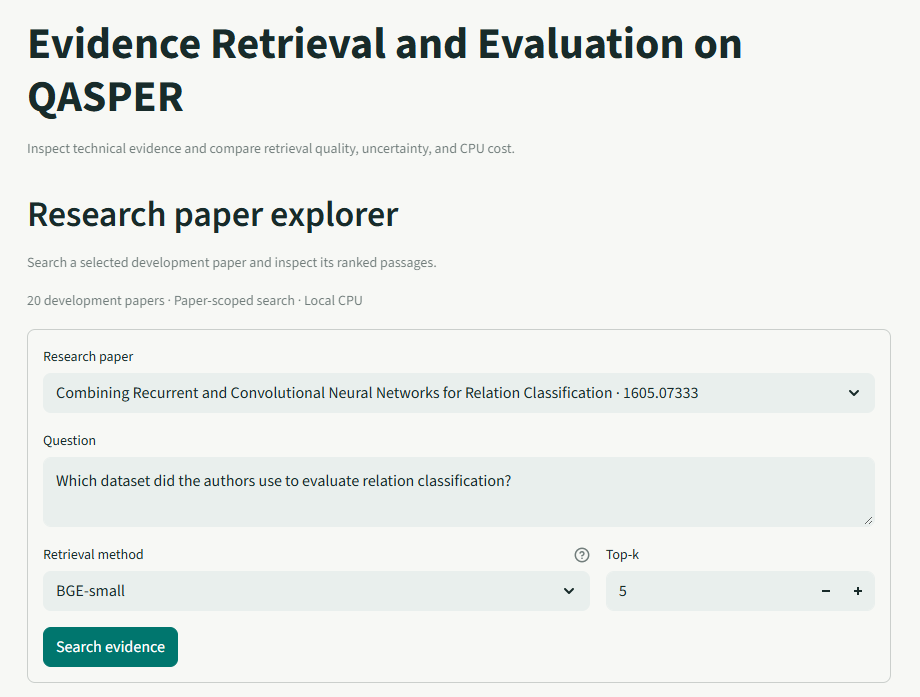 Evidence Retrieval and Evaluation on
QASPER
Inspect technical evidence and compare retrieval quality, uncertainty, and CPU cost.
Research paper explorer
Search a selected development paper and inspect its ranked passages.
20 development papers · Paper-scoped search · Local CPU
Research paper
Combining Recurrent and Convolutional Neural Networks for Relation Classification · 1605.07333
Question
Which dataset did the authors use to evaluate relation classification?
Retrieval method
Top-k
BGE-small
5
Search evidence